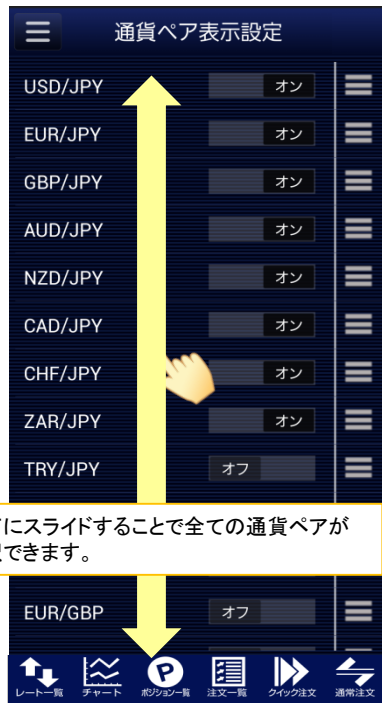 通貨ペア表示設定
USD/JPY オン
EUR/JPY オン
GBP/JPY オン
AUD/JPY オン
NZD/JPY オン
CAD/JPY オン
CHF/JPY オン
ZAR/JPY オン
TRY/JPY オフ
にスライドすることで全ての通貨ペアが
できます。
EUR/GBP オフ
P
レート一覧 チャート ポジション一覧 注文一覧 クイック注文 通常注文